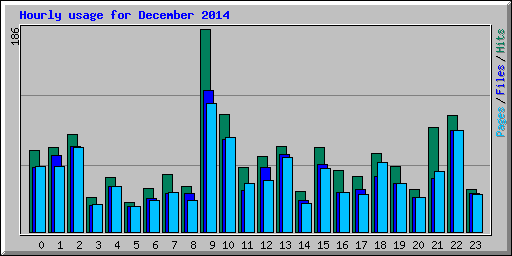 Hourly usage for December 2014
186
Pages / Files / Hits
0 1 2 3 4 5 6 7 8 9 10 11 12 13 14 15 16 17 18 19 20 21 22 23